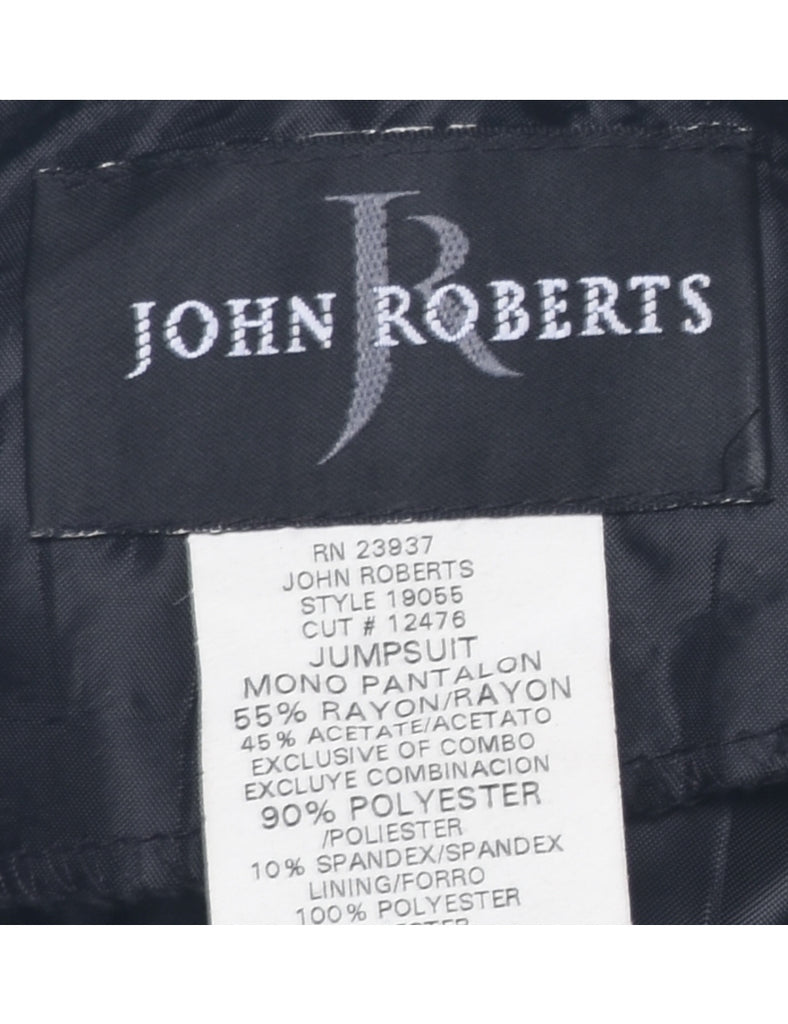 JR
JOHN ROBERTS
RN 23937
JOHN ROBERTS
STYLE 19055
CUT # 12476
JUMPSUIT
MONO PANTALON
55% RAYON/RAYON
45% ACETATE/ACETATO
EXCLUSIVE OF COMBO
EXCLUYE COMBINACION
90% POLYESTER
/POLIESTER
10% SPANDEX/SPANDEX
LINING/FORRO
100% POLYESTER